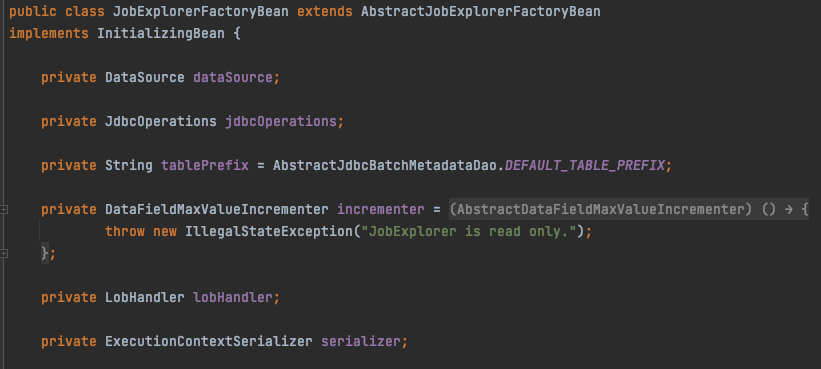 public class JobExplorerFactoryBean extends AbstractJobExplorerFactoryBean
implements InitializingBean {
private DataSource dataSource;
private JdbcOperations jdbcOperations;
private String tablePrefix = AbstractJdbcBatchMetadataDao.DEFAULT_TABLE_PREFIX;
private DataFieldMaxValueIncrementer incrementer = (AbstractDataFieldMaxValueIncrementer) () → {
throw new IllegalStateException("JobExplorer is read only.");
};
private LobHandler lobHandler;
private ExecutionContextSerializer serializer;